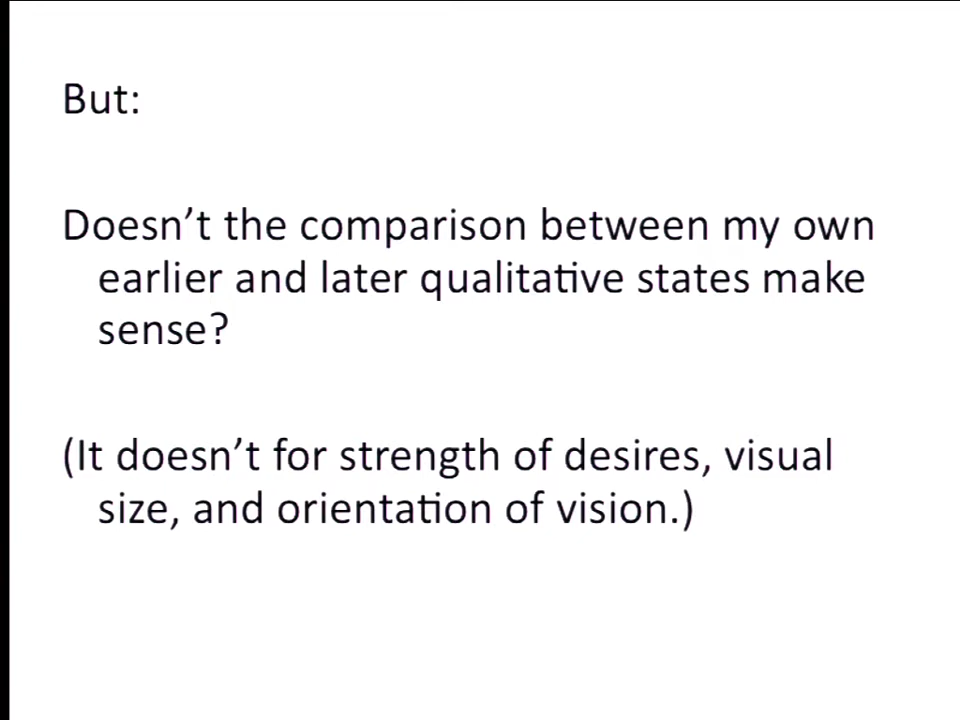 But:
Doesn’t the comparison between my own
earlier and later qualitative states make
sense?
(It doesn’t for strength of desires, visual
size, and orientation of vision.)